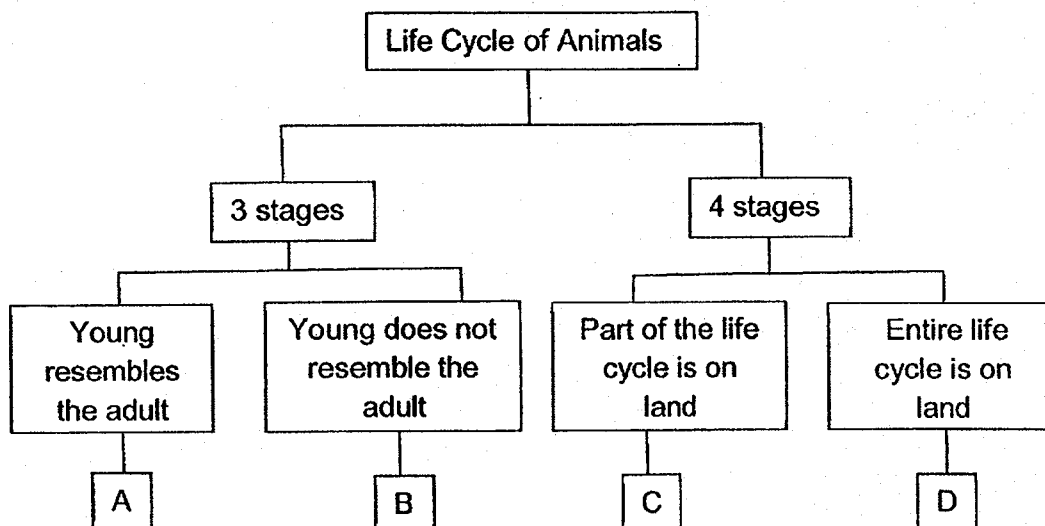 Life Cycle of Animals
3 stages
4 stages
Young
resembles
the adult
Young does not
resemble the
adult
Part of the life
cycle is on
land
Entire life
cycle is on
land
A
B
C
D